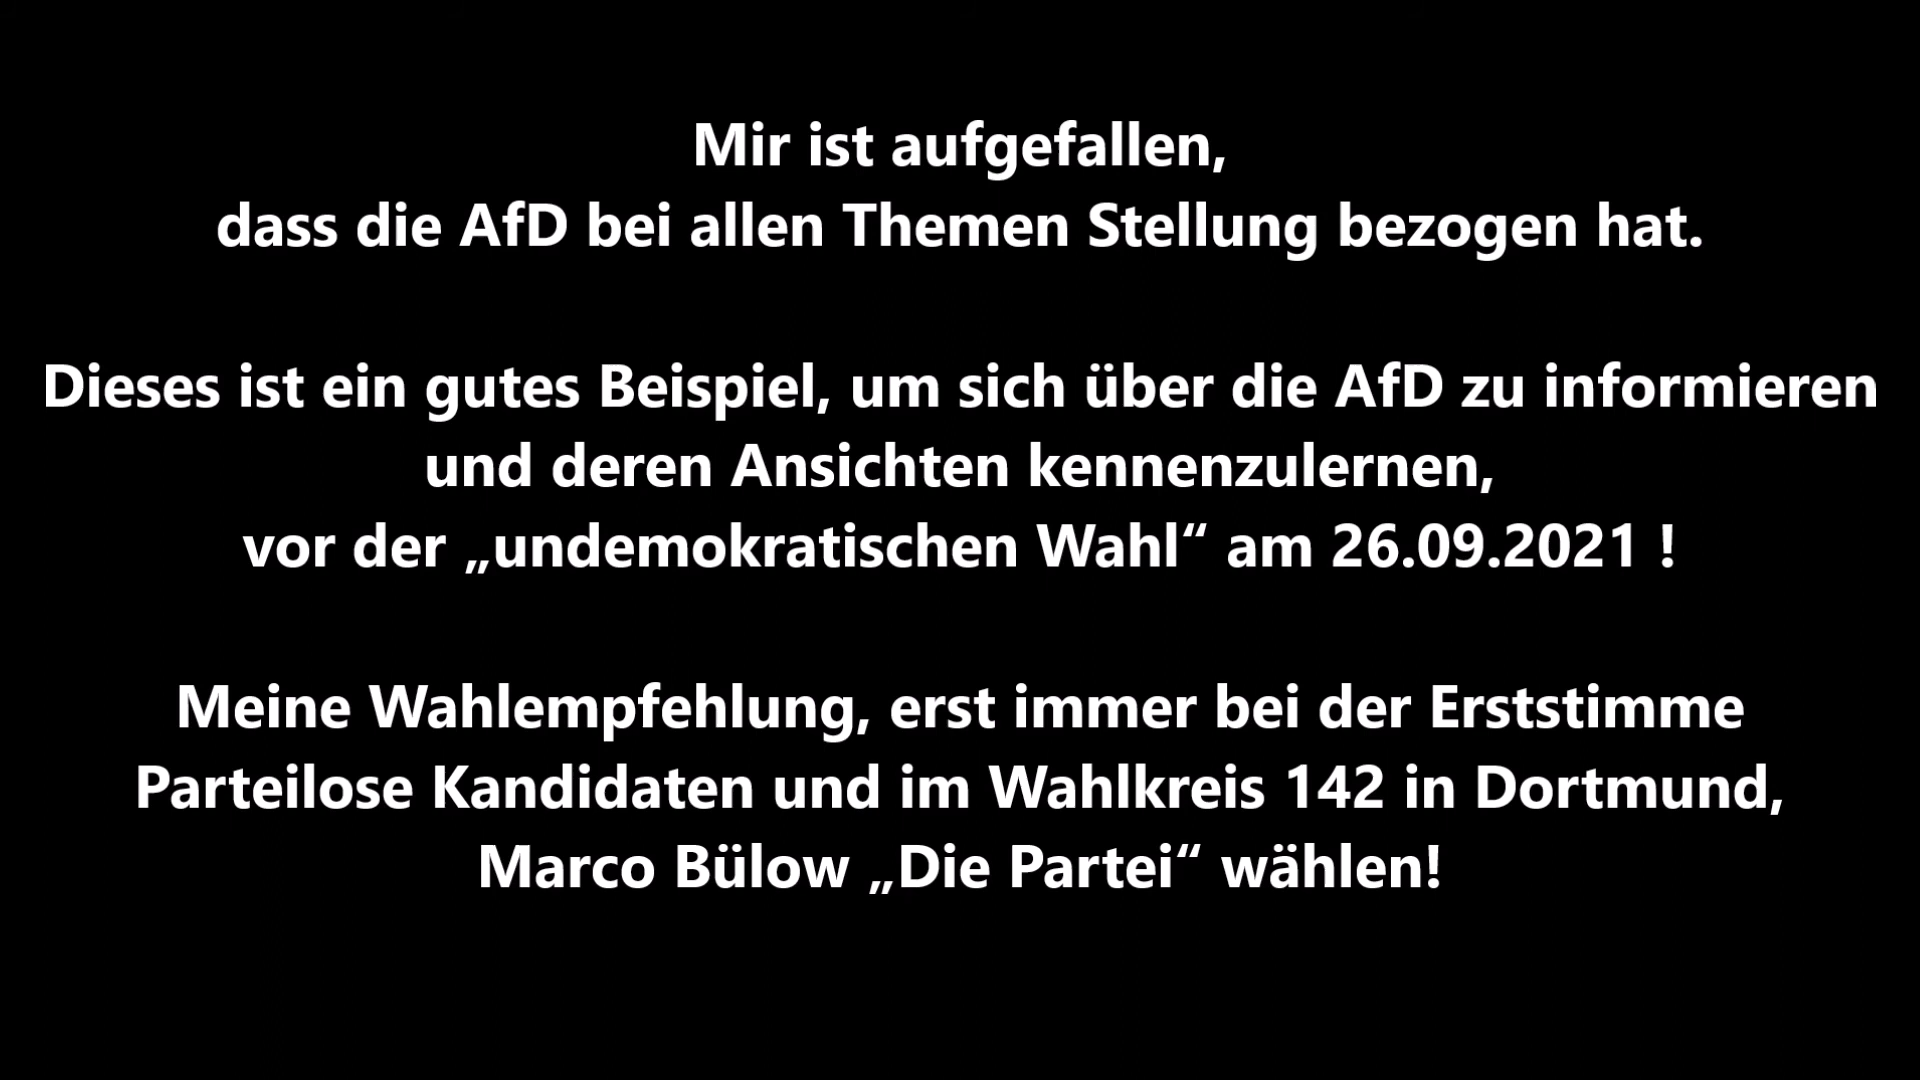 Mir ist aufgefallen,
dass die AfD bei allen Themen Stellung bezogen hat.
Dieses ist ein gutes Beispiel, um sich über die AfD zu informieren
und deren Ansichten kennenzulernen,
vor der „undemokratischen Wahl“ am 26.09.2021 !
Meine Wahlempfehlung, erst immer bei der Erststimme
Parteilose Kandidaten und im Wahlkreis 142 in Dortmund,
Marco Bülow „Die Partei“ wählen!